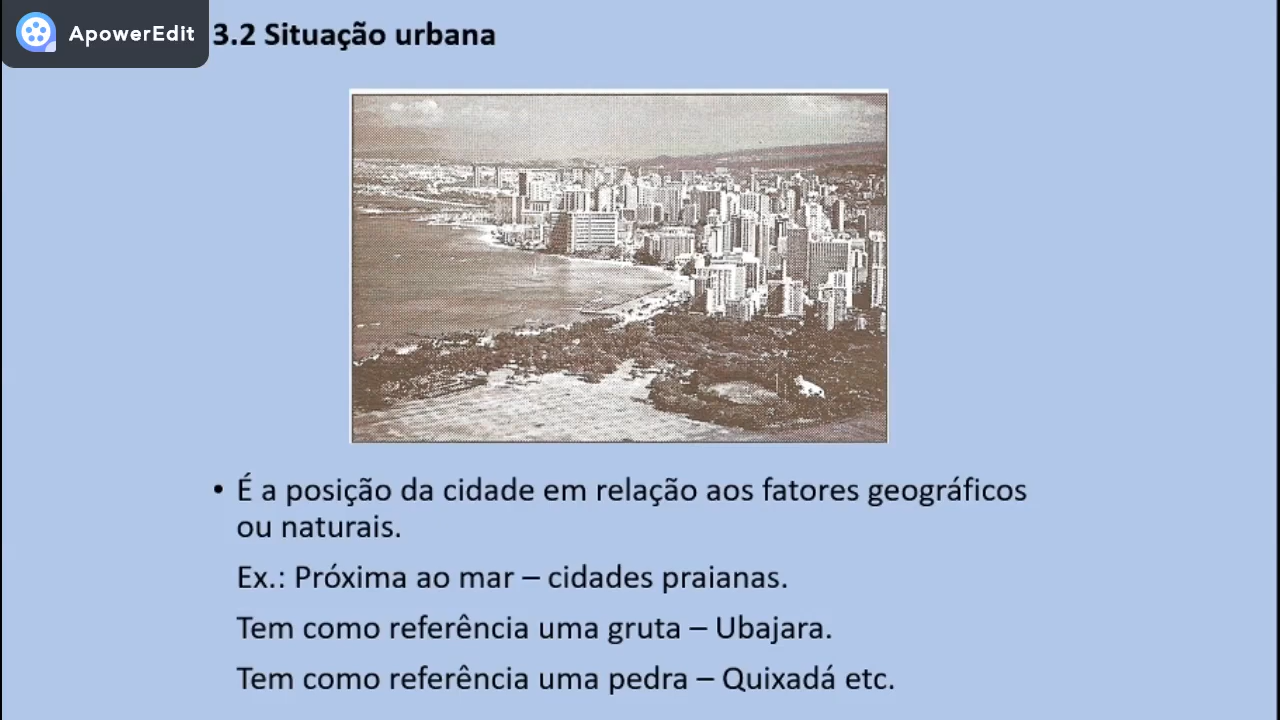 ApowerEdit
3.2 Situação urbana
• É a posição da cidade em relação aos fatores geográficos
ou naturais.
Ex.: Próxima ao mar – cidades praianas.
Tem como referência uma gruta – Ubajara.
Tem como referência uma pedra – Quixadá etc.